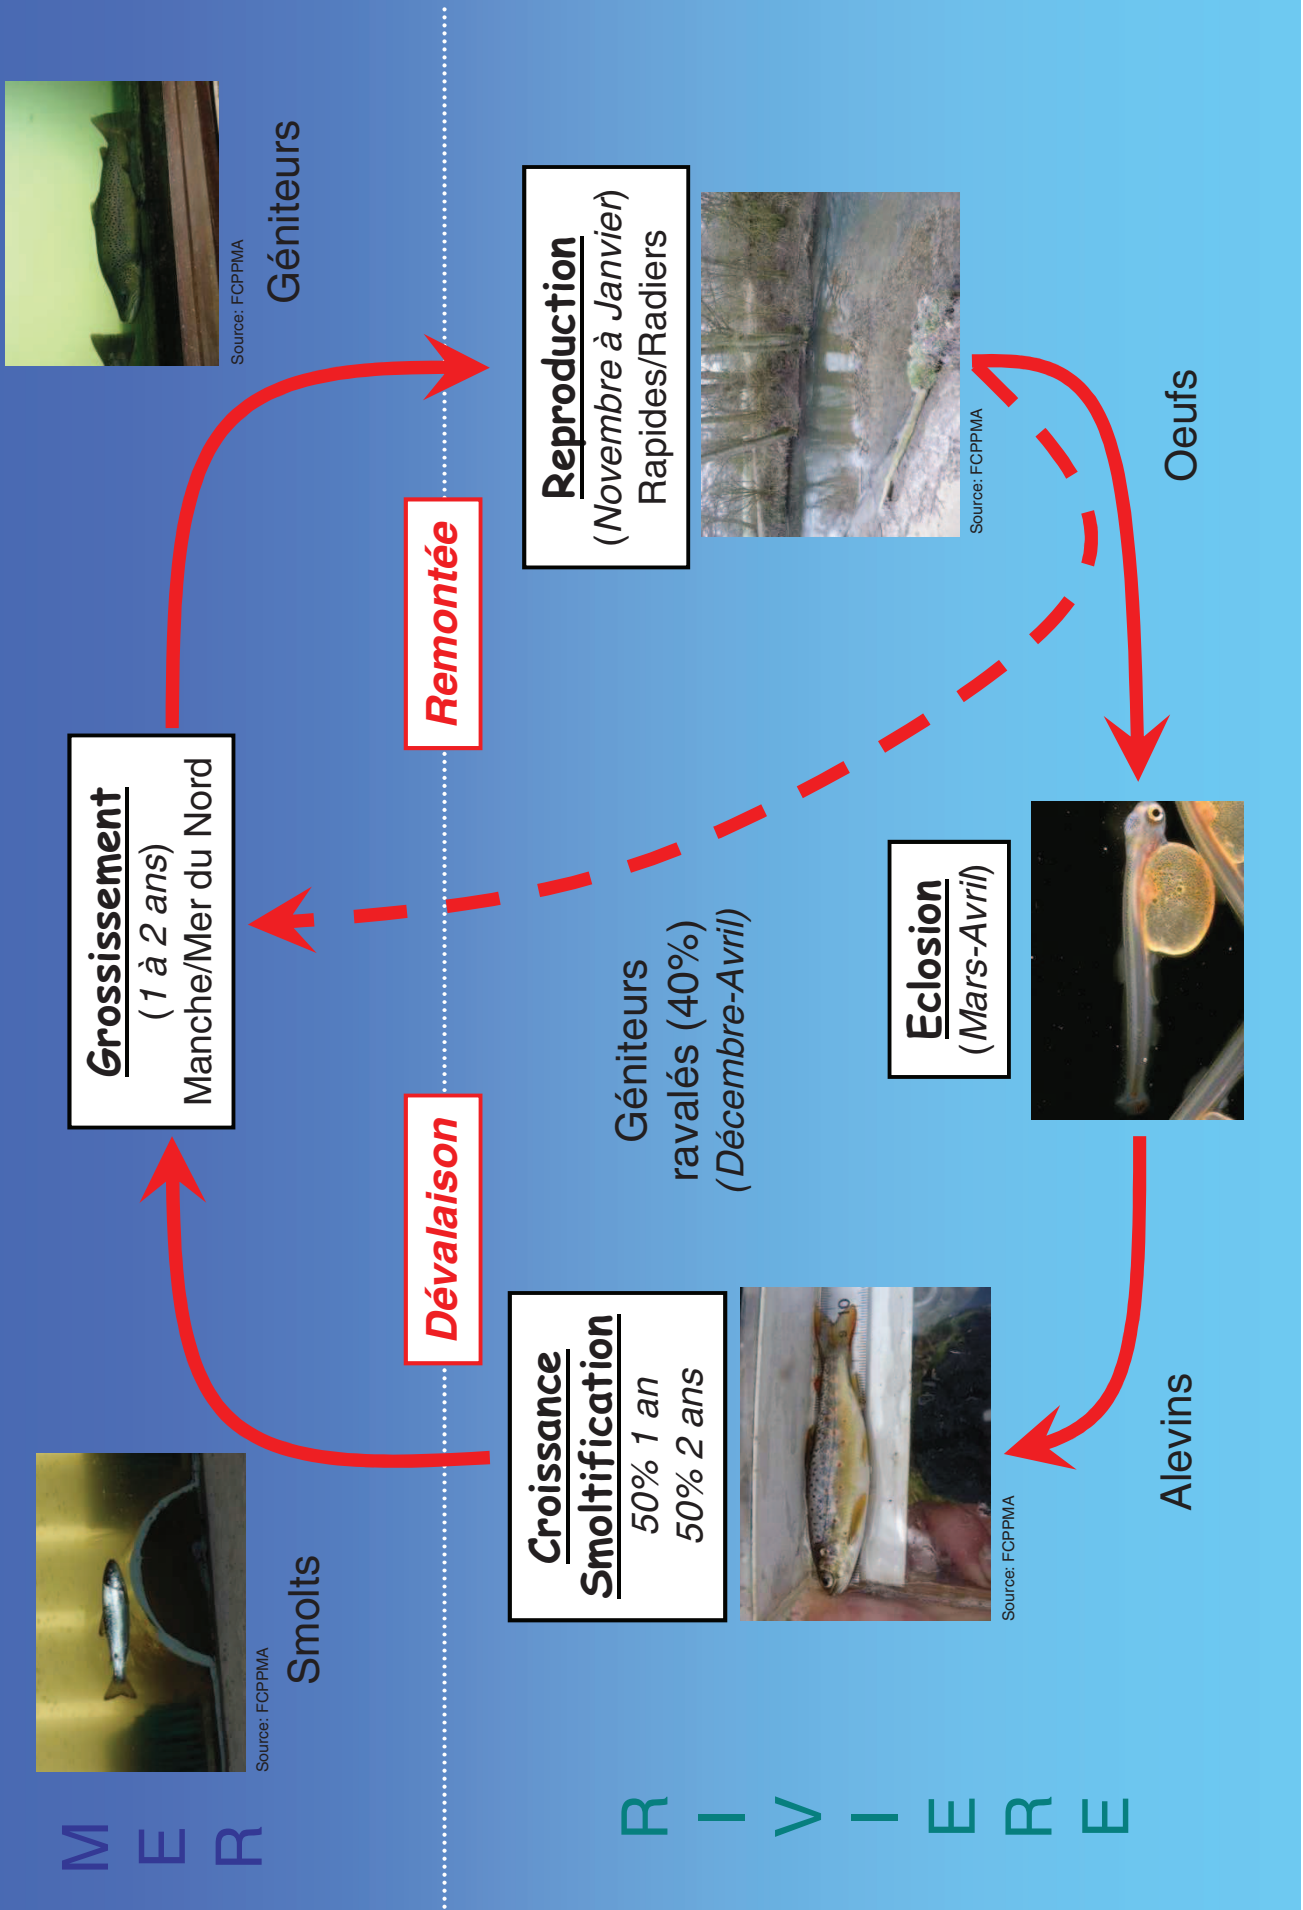 MER
Source: FCPPMA
Smolts
Grossissement
(1 à 2 ans)
Manche/Mer du Nord
Source: FCPPMA
Géniteurs
Dévalaison
Remontée
RIVIERE
Croissance
Smoltification
50% 1 an
50% 2 ans
Source: FCPPMA
Géniteurs
ravalés (40%)
(Décembre-Avril)
Reproduction
(Novembre à Janvier)
Rapides/Radiers
Source: FCPPMA
Eclosion
(Mars-Avril)
Alevins
Oeufs